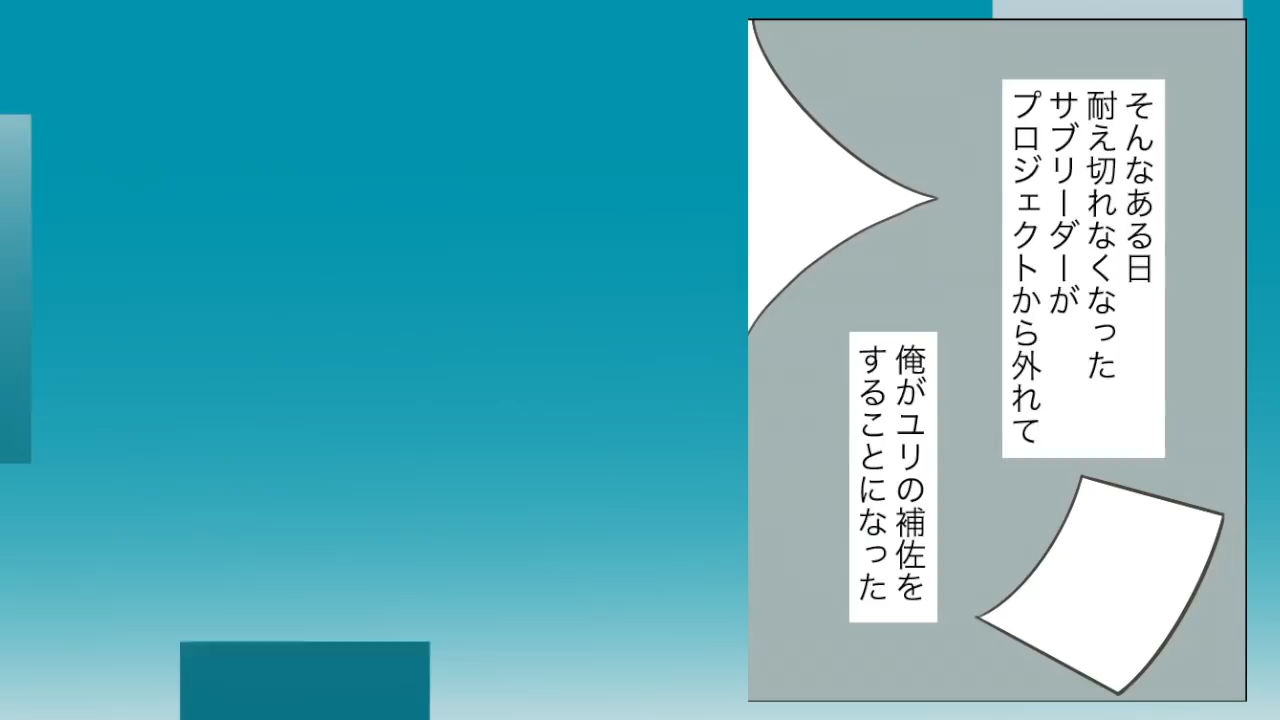 そんなある日
耐え切れなくなった
サブリーダーが
プロジェクトから外れて
俺がユリの補佐を
することになった